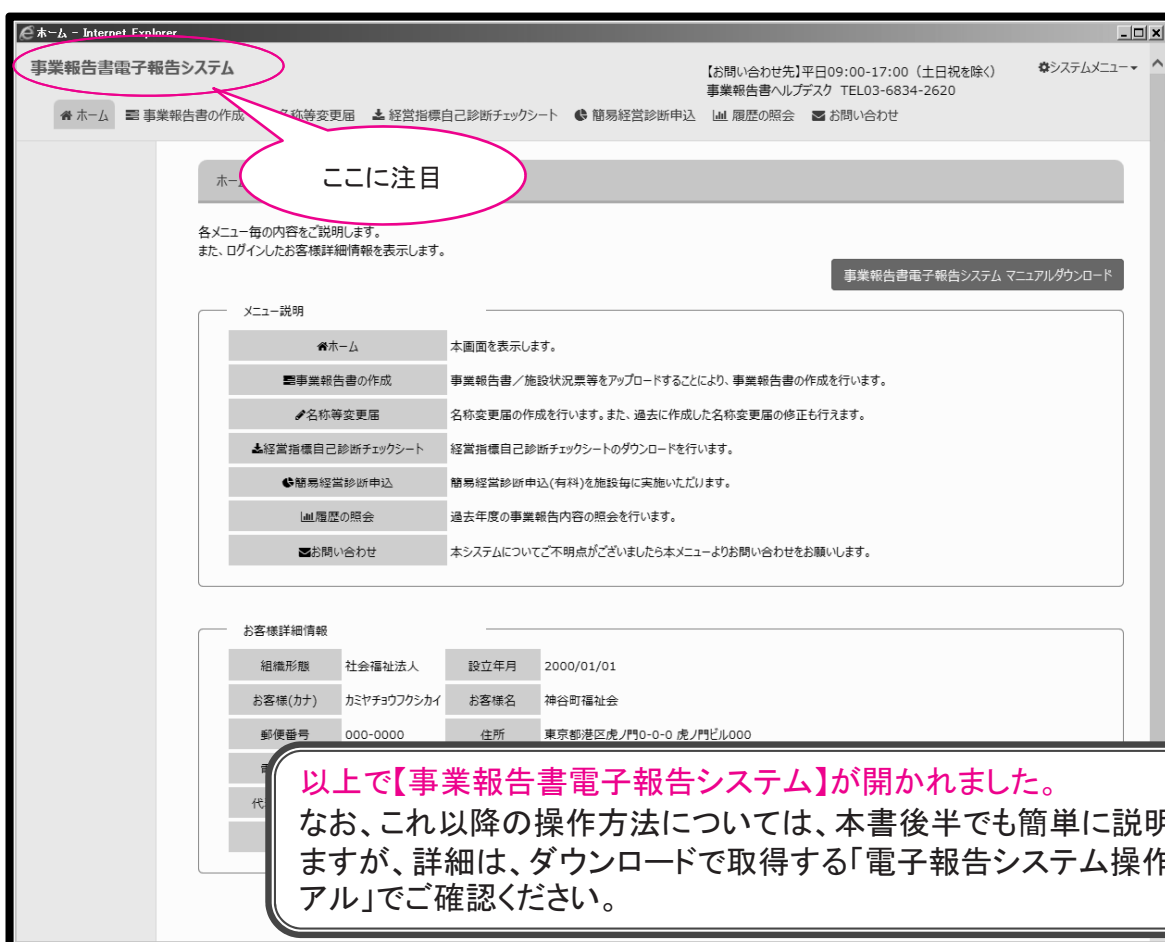 ホーム - Internet Explorer
事業報告書電子報告システム
【お問い合わせ先】平日09:00-17:00（土日祝を除く）
事業報告書ヘルプデスク TEL03-6834-2620
システムメニュー
ホーム 事業報告書の作成 名称等変更届 経営指標自己診断チェックシート 簡易経営診断申込 履歴の照会 お問い合わせ
ここに注目
ホー
各メニュー毎の内容をご説明します。
また、ログインしたお客様詳細情報を表示します。
事業報告書電子報告システム マニュアルダウンロード
メニュー説明
ホーム 本画面を表示します。
事業報告書の作成 事業報告書／施設状況票等をアップロードすることにより、事業報告書の作成を行います。
名称等変更届 名称変更届の作成を行います。また、過去に作成した名称変更届の修正も行えます。
経営指標自己診断チェックシート 経営指標自己診断チェックシートのダウンロードを行います。
簡易経営診断申込 簡易経営診断申込(有料)を施設毎に実施いただけます。
履歴の照会 過去年度の事業報告内容の照会を行います。
お問い合わせ 本システムについてご不明点がございましたら本メニューよりお問い合わせをお願いします。
お客様詳細情報
組織形態 社会福祉法人 設立年月 2000/01/01
お客様(カナ) カミヤチョウフクシカイ お客様名 神谷町福祉会
郵便番号 000-0000 住所 東京都港区虎ノ門0-0-0 虎ノ門ビル000
代
以上で【事業報告書電子報告システム】が開かれました。
なお、これ以降の操作方法については、本書後半でも簡単に説明
ますが、詳細は、ダウンロードで取得する「電子報告システム操作
アル」でご確認ください。